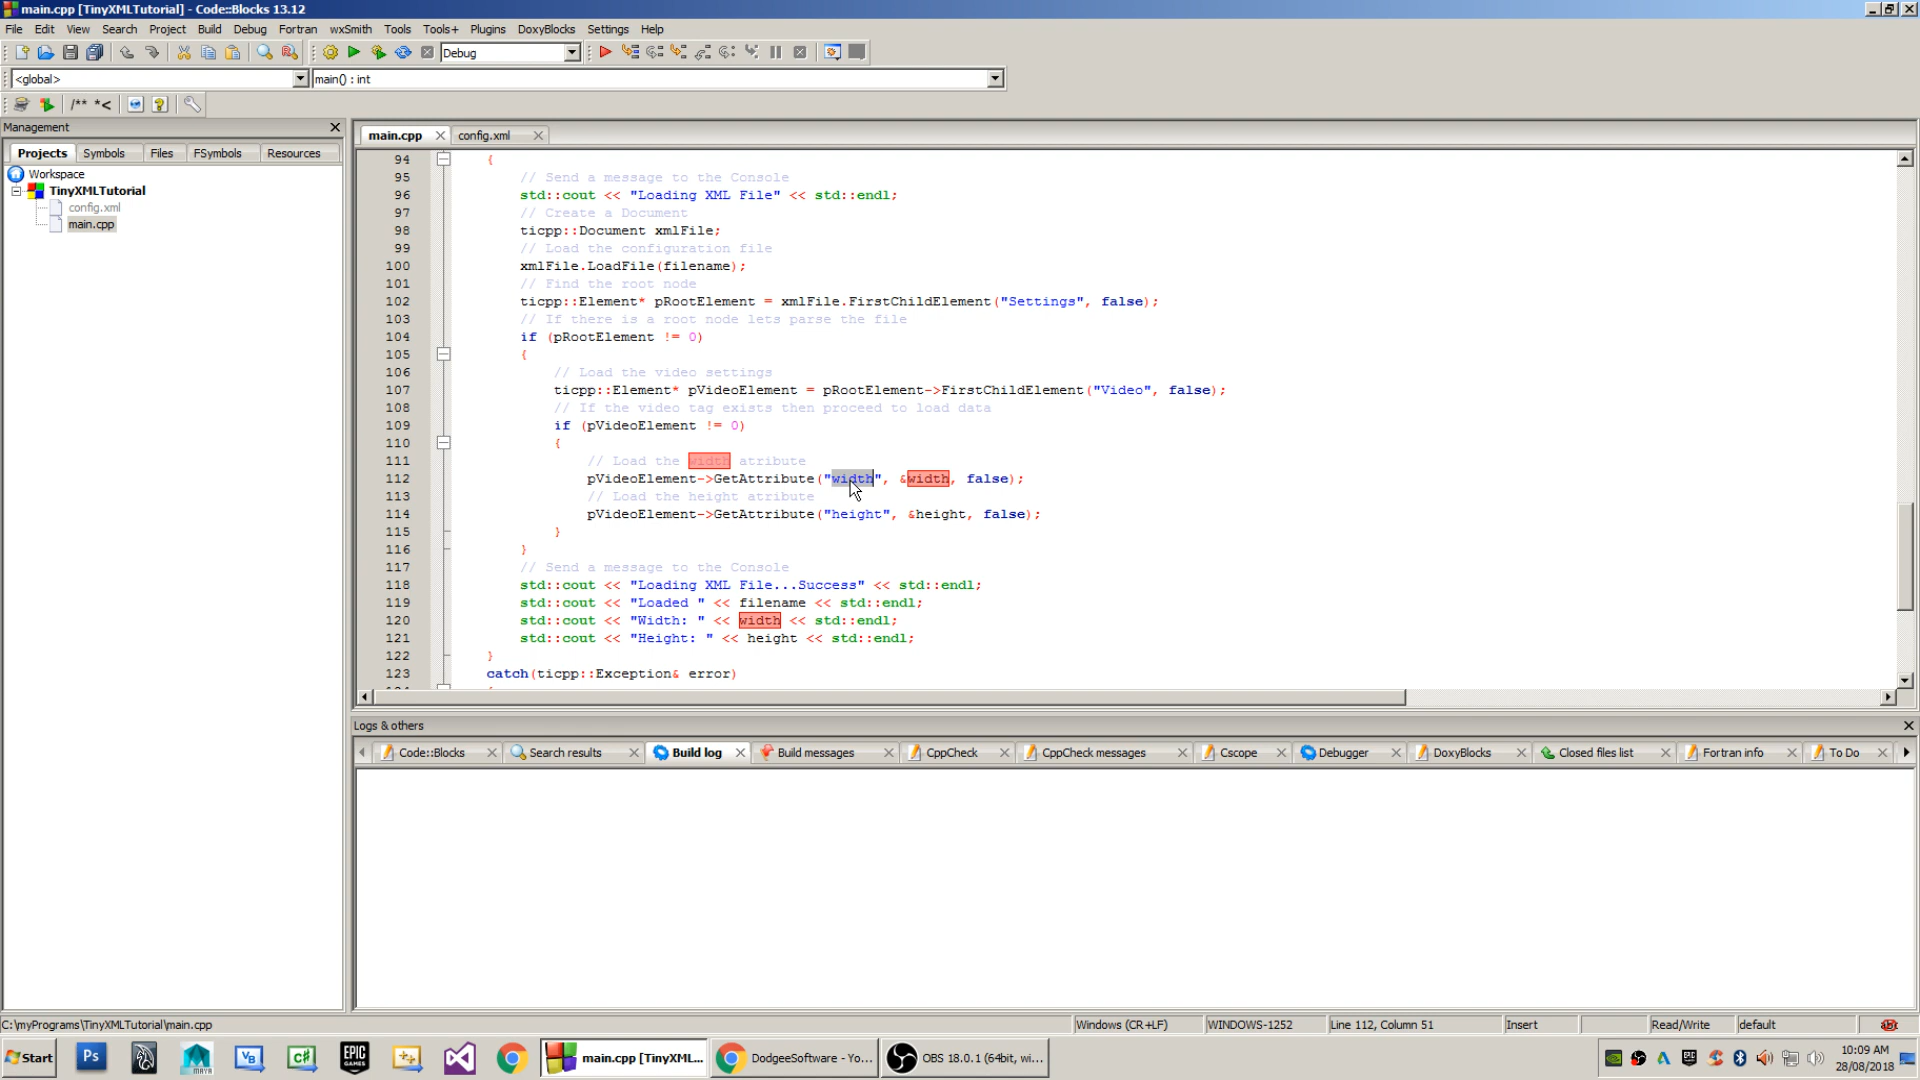 main.cpp [TinyXMLTutorial] - Code::Blocks 13.12
File Edit View Search Project Build Debug Fortran wxSmith Tools Tools+ Plugins DoxyBlocks Settings Help
Debug
<global> main() : int
/** *<
Management
Projects Symbols Files FSymbols Resources
Workspace
TinyXMLTutorial
config.xml
main.cpp
main.cpp config.xml
94 {
95 // Send a message to the Console
96 std::cout << "Loading XML File" << std::endl;
97 // Create a Document
98 ticpp::Document xmlFile;
99 // Load the configuration file
100 xmlFile.LoadFile(filename);
101 // Find the root node
102 ticpp::Element* pRootElement = xmlFile.FirstChildElement("Settings", false);
103 // If there is a root node lets parse the file
104 if (pRootElement != 0)
105 {
106 // Load the video settings
107 ticpp::Element* pVideoElement = pRootElement->FirstChildElement("Video", false);
108 // If the video tag exists then proceed to load data
109 if (pVideoElement != 0)
110 {
111 // Load the width atribute
112 pVideoElement->GetAttribute("width", &width, false);
113 // Load the height atribute
114 pVideoElement->GetAttribute("height", &height, false);
115 }
116 }
117 // Send a message to the Console
118 std::cout << "Loading XML File...Success" << std::endl;
119 std::cout << "Loaded " << filename << std::endl;
120 std::cout << "Width: " << width << std::endl;
121 std::cout << "Height: " << height << std::endl;
122 }
123 catch(ticpp::Exception& error)
Logs & others
Code::Blocks Search results Build log Build messages CppCheck CppCheck messages Cscope Debugger DoxyBlocks Closed files list Fortran info To Do
C:\myPrograms\TinyXMLTutorial\main.cpp Windows (CR+LF) WINDOWS-1252 Line 112, Column 51 Insert Read/Write default
Start Ps MAYA VB C# EPIC GAMES main.cpp [TinyXML... DodgeeSoftware - Yo... OBS 18.0.1 (64bit, wi...
10:09 AM
28/08/2018